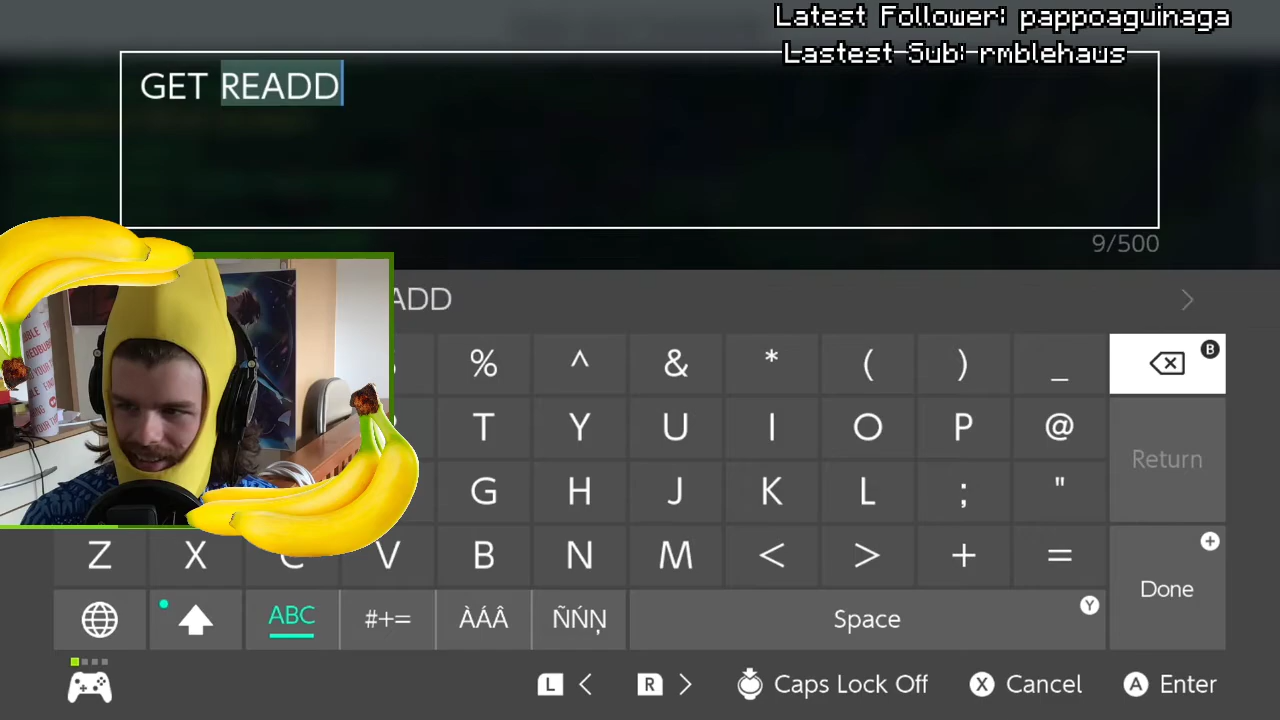 Latest Follower: pappoaguinaga
Lastest Sub: rmblehaus
GET READD
9/500
ADD
% ^ & * ( ) _ B
T Y U I O P @ Return
G H J K L ; "
Z X C V B N M < > + = +
Done
ABC #+= ÀÁÂ ÑŃŅ Space Y
L < R > Caps Lock Off X Cancel A Enter